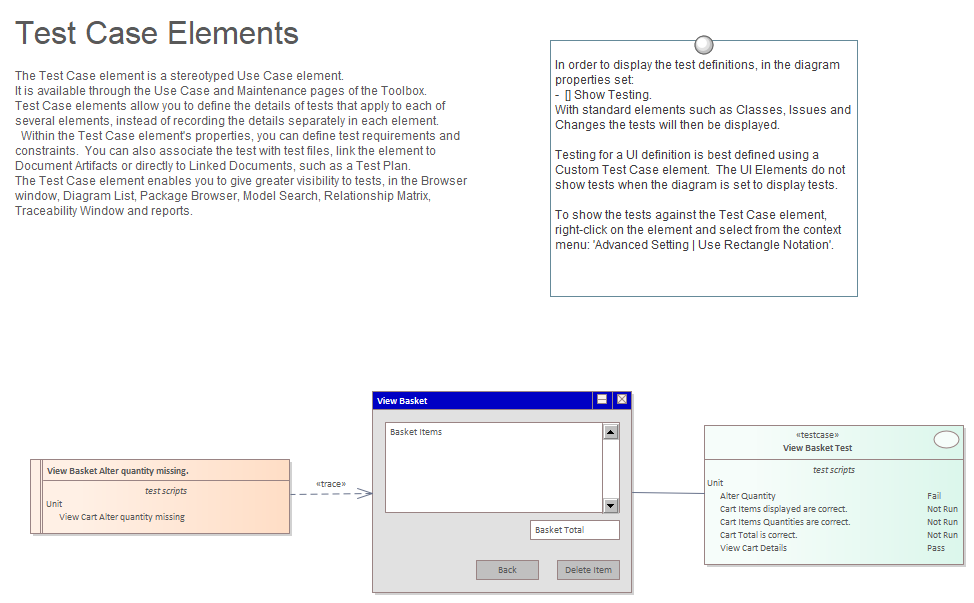 Test Case Elements
The Test Case element is a stereotyped Use Case element.
It is available through the Use Case and Maintenance pages of the Toolbox.
Test Case elements allow you to define the details of tests that apply to each of
several elements, instead of recording the details separately in each element.
Within the Test Case element's properties, you can define test requirements and
constraints. You can also associate the test with test files, link the element to
Document Artifacts or directly to Linked Documents, such as a Test Plan.
The Test Case element enables you to give greater visibility to tests, in the Browser
window, Diagram List, Package Browser, Model Search, Relationship Matrix,
Traceability Window and reports.
In order to display the test definitions, in the diagram
properties set:
- [] Show Testing.
With standard elements such as Classes, Issues and
Changes the tests will then be displayed.
Testing for a UI definition is best defined using a
Custom Test Case element. The UI Elements do not
show tests when the diagram is set to display tests.
To show the tests against the Test Case element,
right-click on the element and select from the context
menu: 'Advanced Setting | Use Rectangle Notation'.
View Basket Alter quantity missing.
test scripts
Unit
View Cart Alter quantity missing
«trace»
View Basket
Basket Items
Basket Total
Back
Delete Item
«testcase»
View Basket Test
test scripts
Unit
Alter Quantity Fail
Cart Items displayed are correct. Not Run
Cart Items Quantities are correct. Not Run
Cart Total is correct. Not Run
View Cart Details Pass